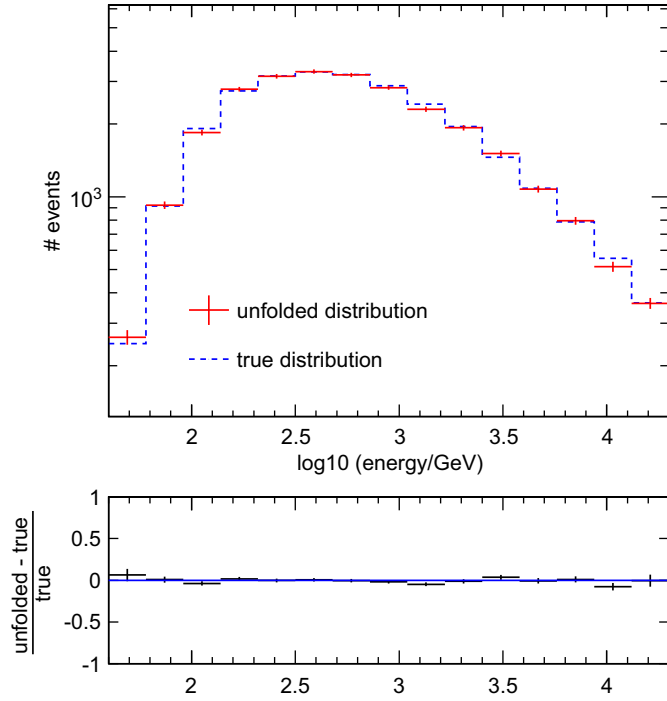 # events
10³
unfolded distribution
true distribution
2 2.5 3 3.5 4
log10 (energy/GeV)
unfolded - true
true
1
0.5
0
-0.5
-1
2 2.5 3 3.5 4